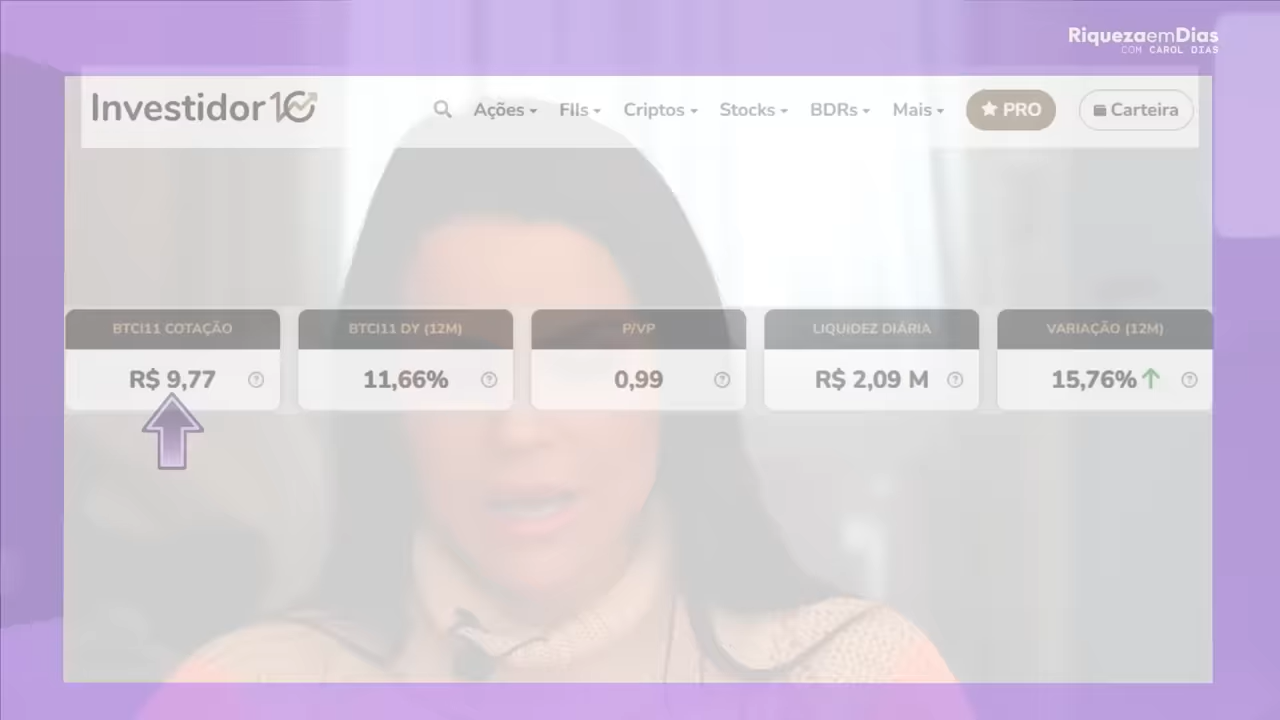 RiquezaemDias
COM CAROL DIAS
Investidor10
Ações
FIIs
Criptos
Stocks
BDRs
Mais
PRO
Carteira
BTCI11 COTAÇÃO
R$ 9,77
BTCI11 DY (12M)
11,66%
P/VP
0,99
LIQUIDEZ DIÁRIA
R$ 2,09 M
VARIAÇÃO (12M)
15,76%